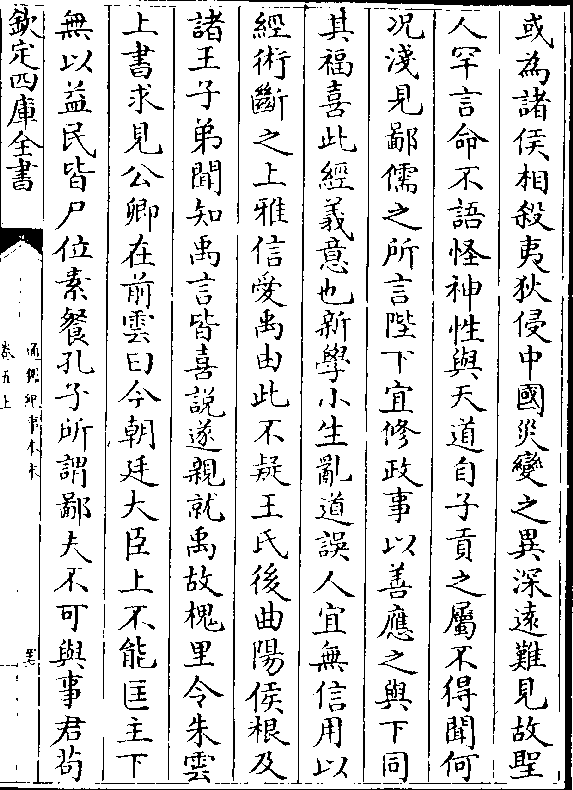 或為諸侯相殺夷狄侵中國災變之異深遠難見故聖
人罕言命不語怪神性與天道自子貢之屬不得聞何
况淺見鄙儒之所言陛下宜修政事以善應之與下同
其福喜此經義意也新學小生亂道誤人宜無信用以
經術斷之上雅信愛禹由此不疑王氏後曲陽侯根及
諸王子弟聞知禹言皆喜說遂親就禹故槐里令朱雲
上書求見公卿在前雲曰今朝廷大臣上不能匡主下
無以益民皆尸位素餐孔子所謂鄙夫不可與事君茍
欽定四庫全書
通鑑紀事本末
卷五上